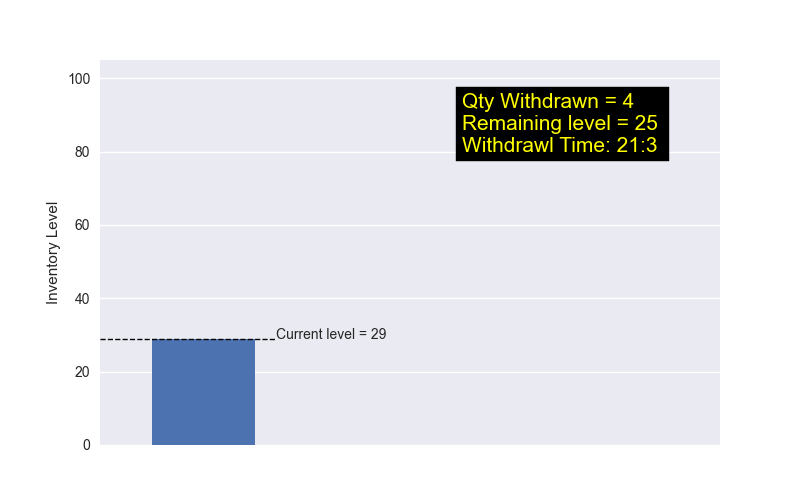 100
80
60
40
20
0
Inventory Level
Qty Withdrawn = 4
Remaining level = 25
Withdrawl Time: 21:3
Current level = 29